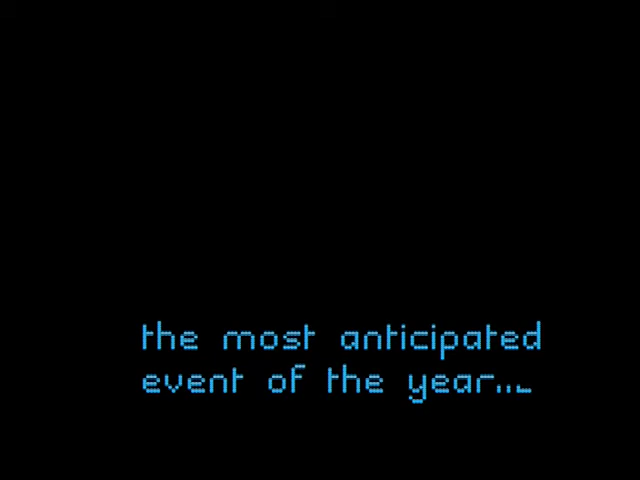 the most anticipated
event of the year..._